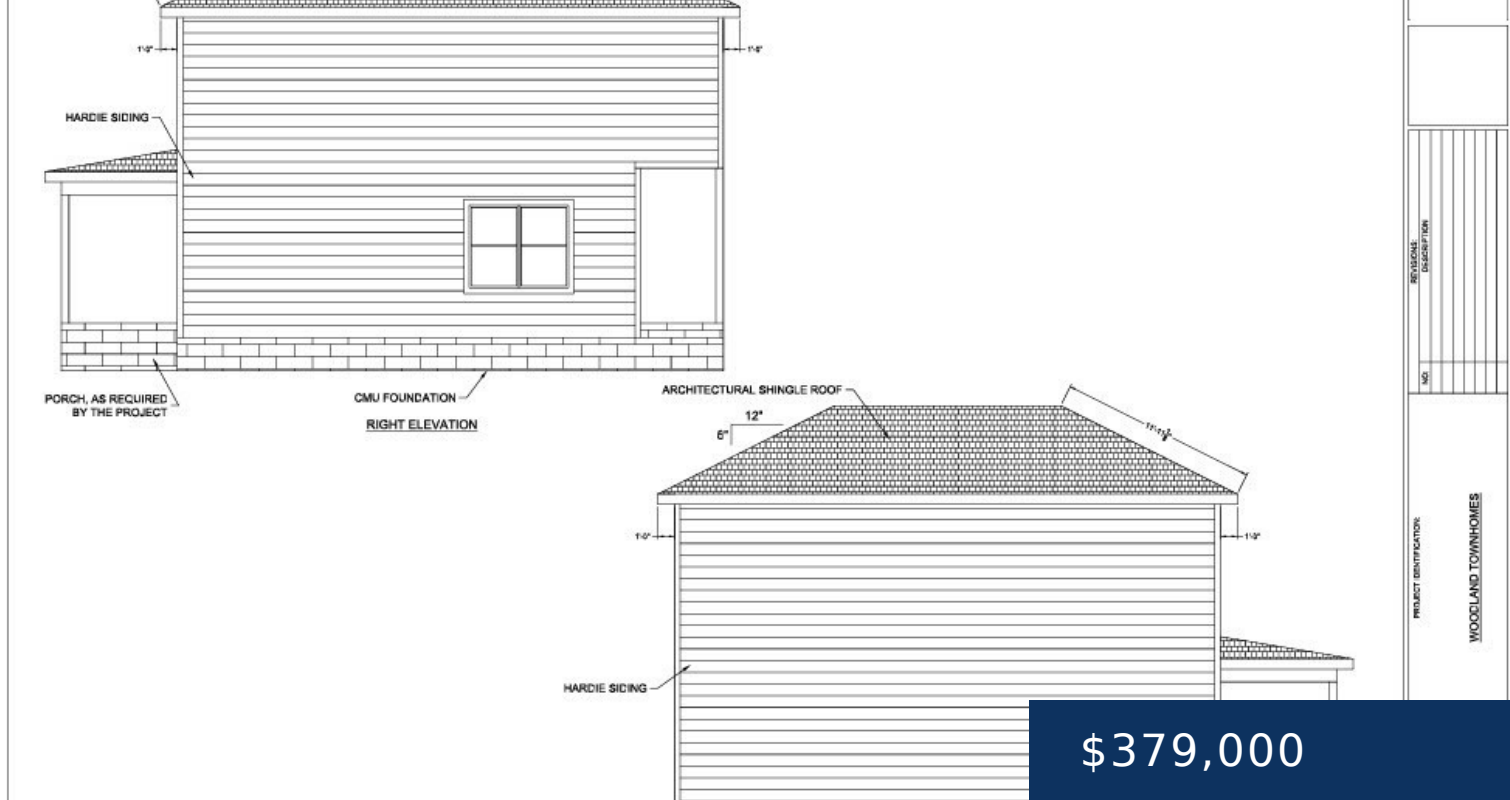 1'-0"
1'-0"
HARDIE SIDING
PORCH, AS REQUIRED
BY THE PROJECT
CMU FOUNDATION
RIGHT ELEVATION
ARCHITECTURAL SHINGLE ROOF
12"
6"
1'-0"
1'-0"
HARDIE SIDING
REVISIONS:
DESCRIPTION
NO:
PROJECT IDENTIFICATION:
WOODLAND TOWNHOMES
$379,000